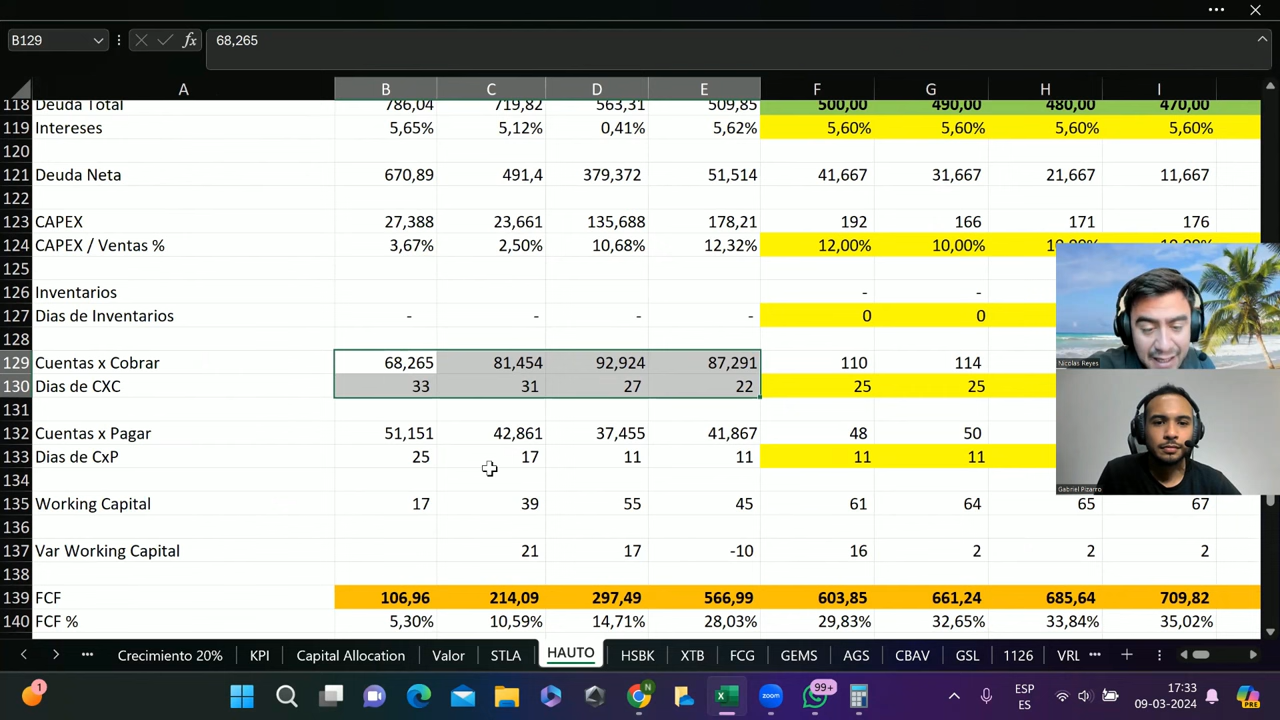 B129 fx 68,265
A B C D E F G H I
118 Deuda Total 786,04 719,82 563,31 509,85 500,00 490,00 480,00 470,00
119 Intereses 5,65% 5,12% 0,41% 5,62% 5,60% 5,60% 5,60% 5,60%
120
121 Deuda Neta 670,89 491,4 379,372 51,514 41,667 31,667 21,667 11,667
122
123 CAPEX 27,388 23,661 135,688 178,21 192 166 171 176
124 CAPEX / Ventas % 3,67% 2,50% 10,68% 12,32% 12,00% 10,00% 10,00% 10,00%
125
126 Inventarios - -
127 Dias de Inventarios - - - - 0 0
128
129 Cuentas x Cobrar 68,265 81,454 92,924 87,291 110 114
130 Dias de CXC 33 31 27 22 25 25
131
132 Cuentas x Pagar 51,151 42,861 37,455 41,867 48 50
133 Dias de CxP 25 17 11 11 11 11
134
135 Working Capital 17 39 55 45 61 64 65 67
136
137 Var Working Capital 21 17 -10 16 2 2 2
138
139 FCF 106,96 214,09 297,49 566,99 603,85 661,24 685,64 709,82
140 FCF % 5,30% 10,59% 14,71% 28,03% 29,83% 32,65% 33,84% 35,02%
Nicolas Reyes
Gabriel Pizarro
Crecimiento 20% KPI Capital Allocation Valor STLA HAUTO HSBK XTB FCG GEMS AGS CBAV GSL 1126 VRL
1 zoom 99+ ESP ES 17:33 09-03-2024 PRE